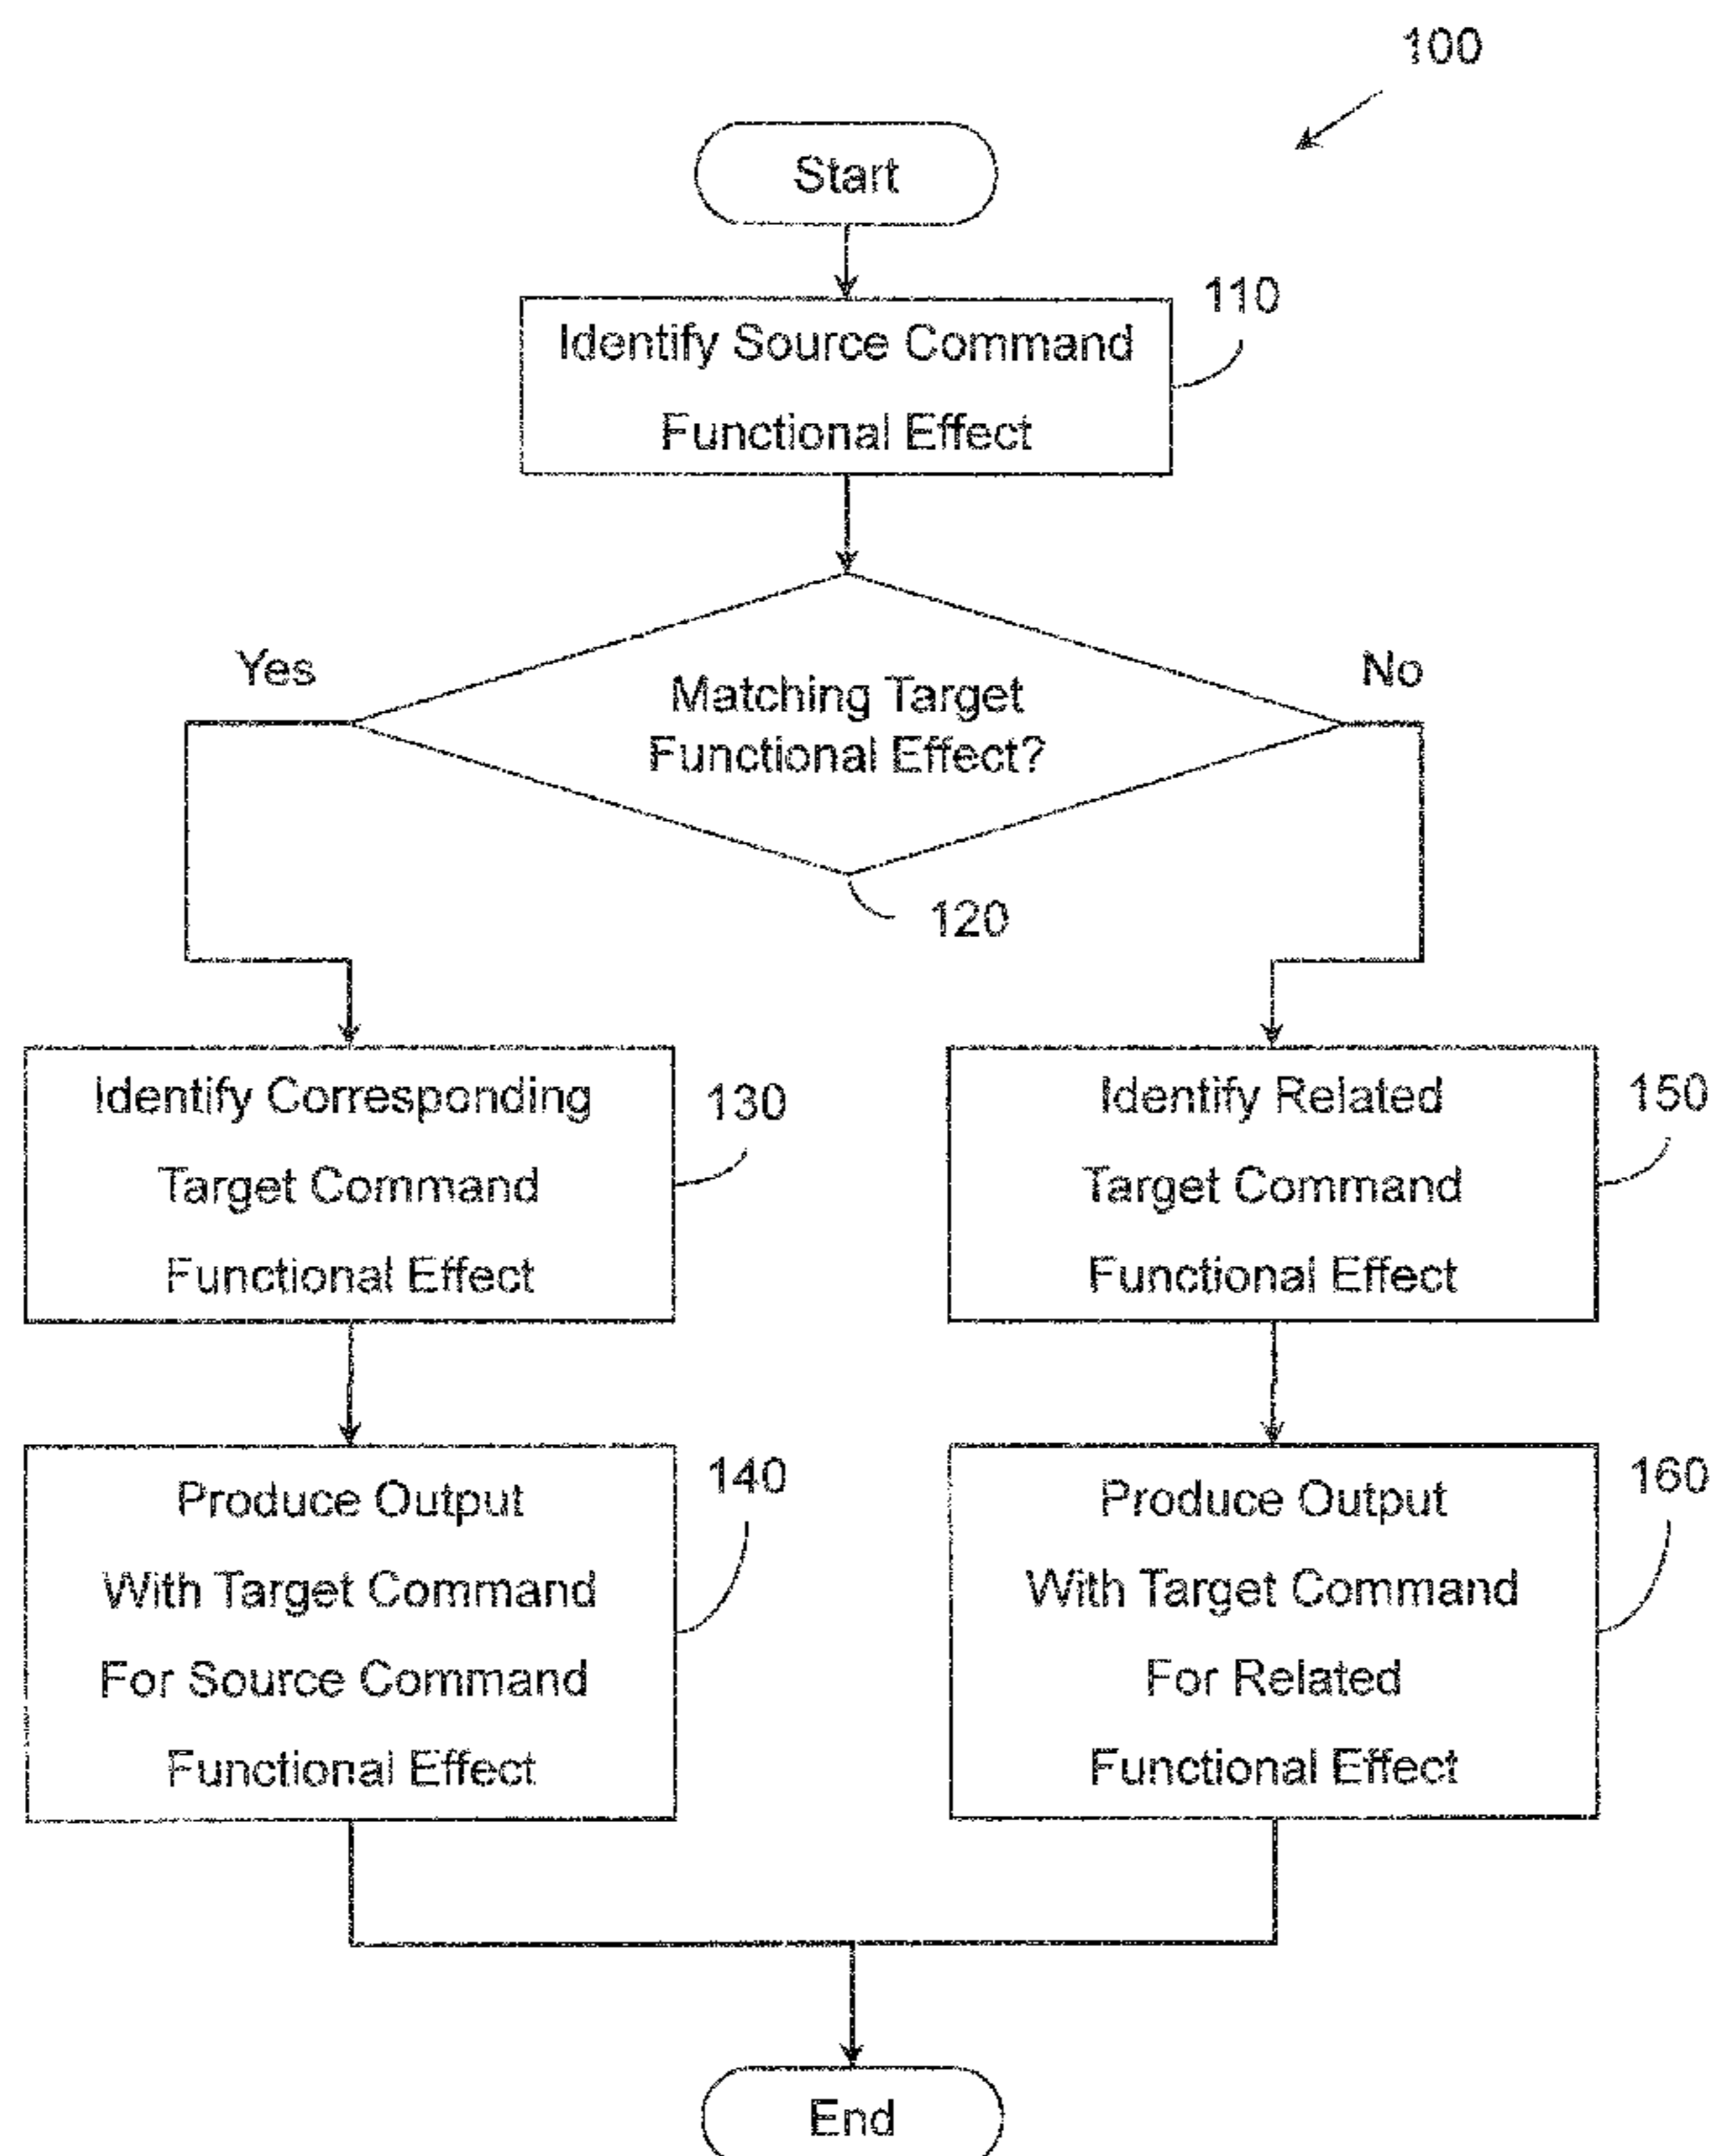 100
Start
110
Identify Source Command
Functional Effect
Yes
No
Matching Target
Functional Effect?
120
Identify Corresponding
Target Command
Functional Effect
130
Identify Related
Target Command
Functional Effect
150
Produce Output
With Target Command
For Source Command
Functional Effect
140
Produce Output
With Target Command
For Related
Functional Effect
160
End